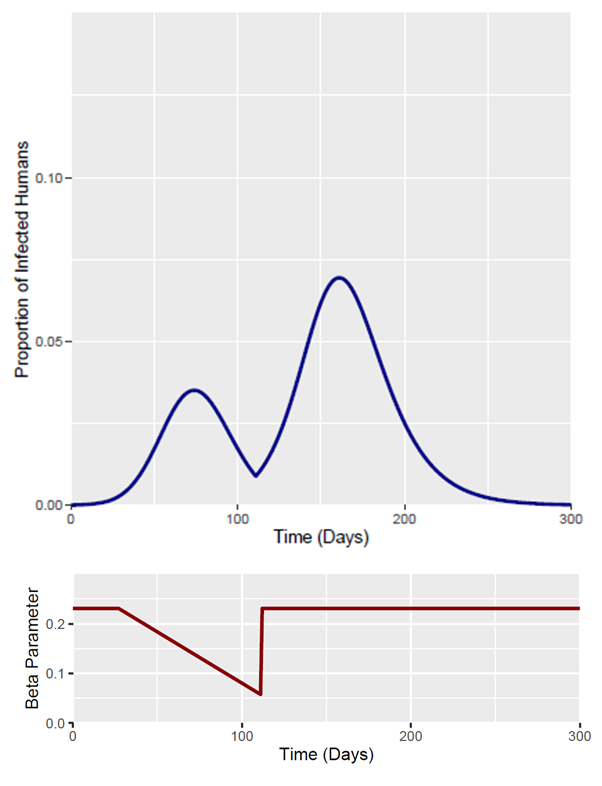 Proportion of Infected Humans
0.10
0.05
0.00
0 100 200 300
Time (Days)
Beta Parameter
0.2
0.1
0.0
0 100 200 300
Time (Days)